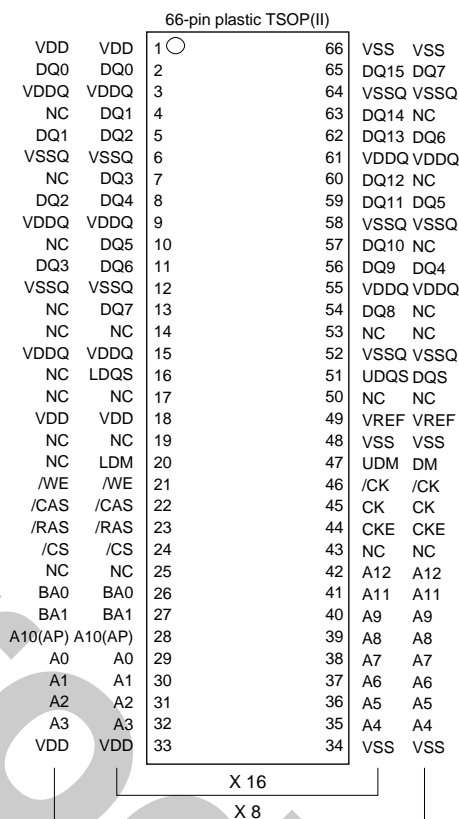 66-pin plastic TSOP(II)
VDD VDD 1 66 VSS VSS
DQ0 DQ0 2 65 DQ15 DQ7
VDDQ VDDQ 3 64 VSSQ VSSQ
NC DQ1 4 63 DQ14 NC
DQ1 DQ2 5 62 DQ13 DQ6
VSSQ VSSQ 6 61 VDDQ VDDQ
NC DQ3 7 60 DQ12 NC
DQ2 DQ4 8 59 DQ11 DQ5
VDDQ VDDQ 9 58 VSSQ VSSQ
NC DQ5 10 57 DQ10 NC
DQ3 DQ6 11 56 DQ9 DQ4
VSSQ VSSQ 12 55 VDDQ VDDQ
NC DQ7 13 54 DQ8 NC
NC NC 14 53 NC NC
VDDQ VDDQ 15 52 VSSQ VSSQ
NC LDQS 16 51 UDQS DQS
NC NC 17 50 NC NC
VDD VDD 18 49 VREF VREF
NC NC 19 48 VSS VSS
NC LDM 20 47 UDM DM
/WE /WE 21 46 /CK /CK
/CAS /CAS 22 45 CK CK
/RAS /RAS 23 44 CKE CKE
/CS /CS 24 43 NC NC
NC NC 25 42 A12 A12
BA0 BA0 26 41 A11 A11
BA1 BA1 27 40 A9 A9
A10(AP) A10(AP) 28 39 A8 A8
A0 A0 29 38 A7 A7
A1 A1 30 37 A6 A6
A2 A2 31 36 A5 A5
A3 A3 32 35 A4 A4
VDD VDD 33 34 VSS VSS
X 16
X 8